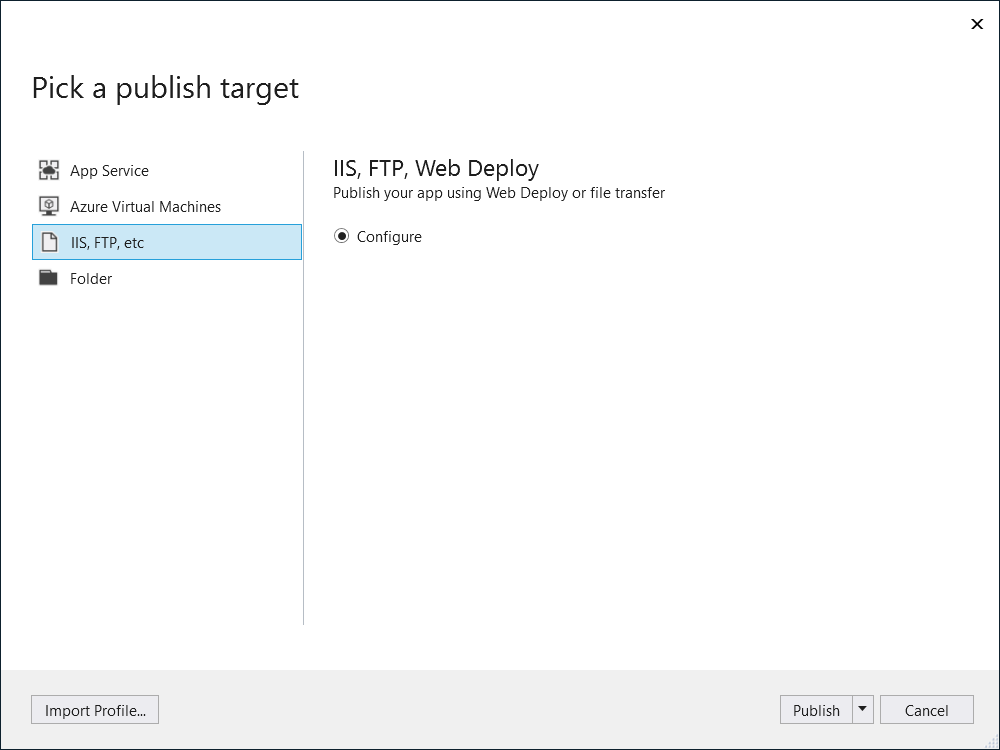 Pick a publish target
App Service
Azure Virtual Machines
IIS, FTP, etc
Folder
IIS, FTP, Web Deploy
Publish your app using Web Deploy or file transfer
Configure
Import Profile...
Publish
Cancel